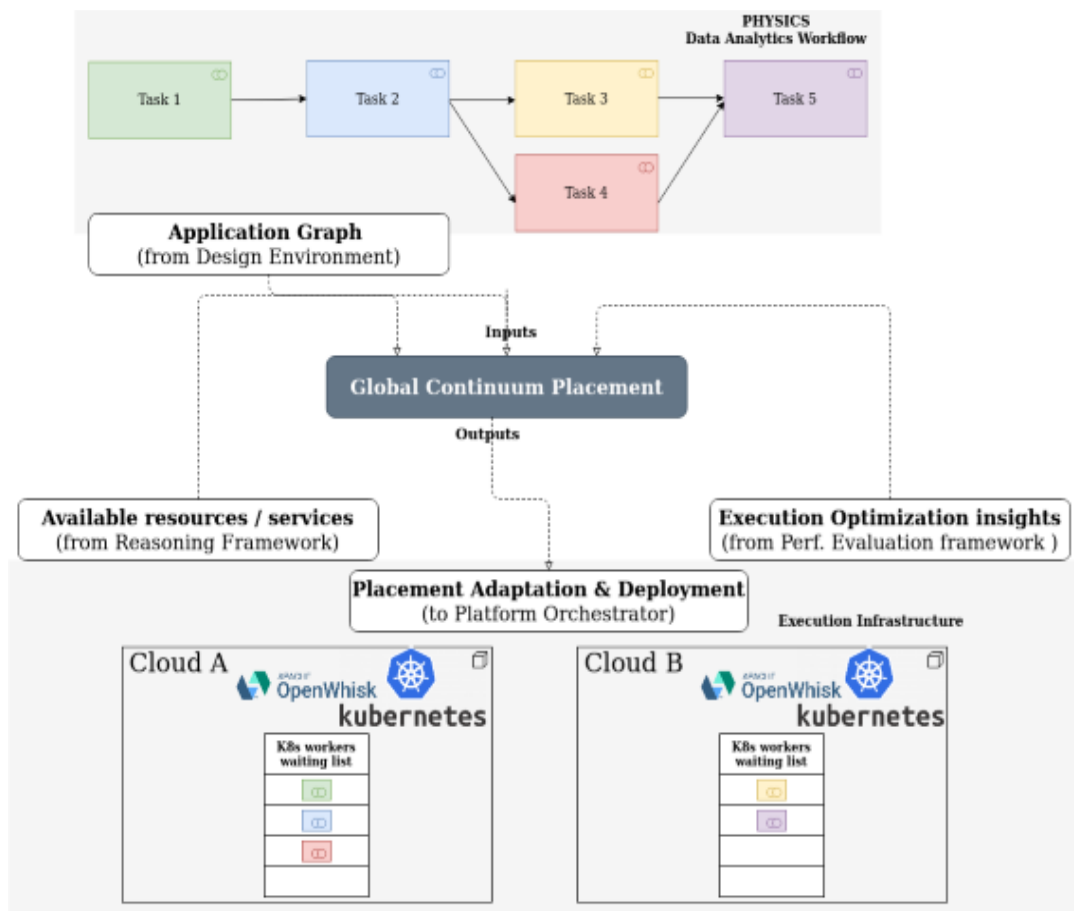 PHYSICS
Data Analytics Workflow
Task 1
Task 2
Task 3
Task 5
Task 4
Application Graph
(from Design Environment)
Inputs
Global Continuum Placement
Outputs
Available resources / services
(from Reasoning Framework)
Execution Optimization insights
(from Perf. Evaluation framework )
Placement Adaptation & Deployment
(to Platform Orchestrator)
Execution Infrastructure
Cloud A
APACHE
OpenWhisk
kubernetes
K8s workers
waiting list
Cloud B
APACHE
OpenWhisk
kubernetes
K8s workers
waiting list